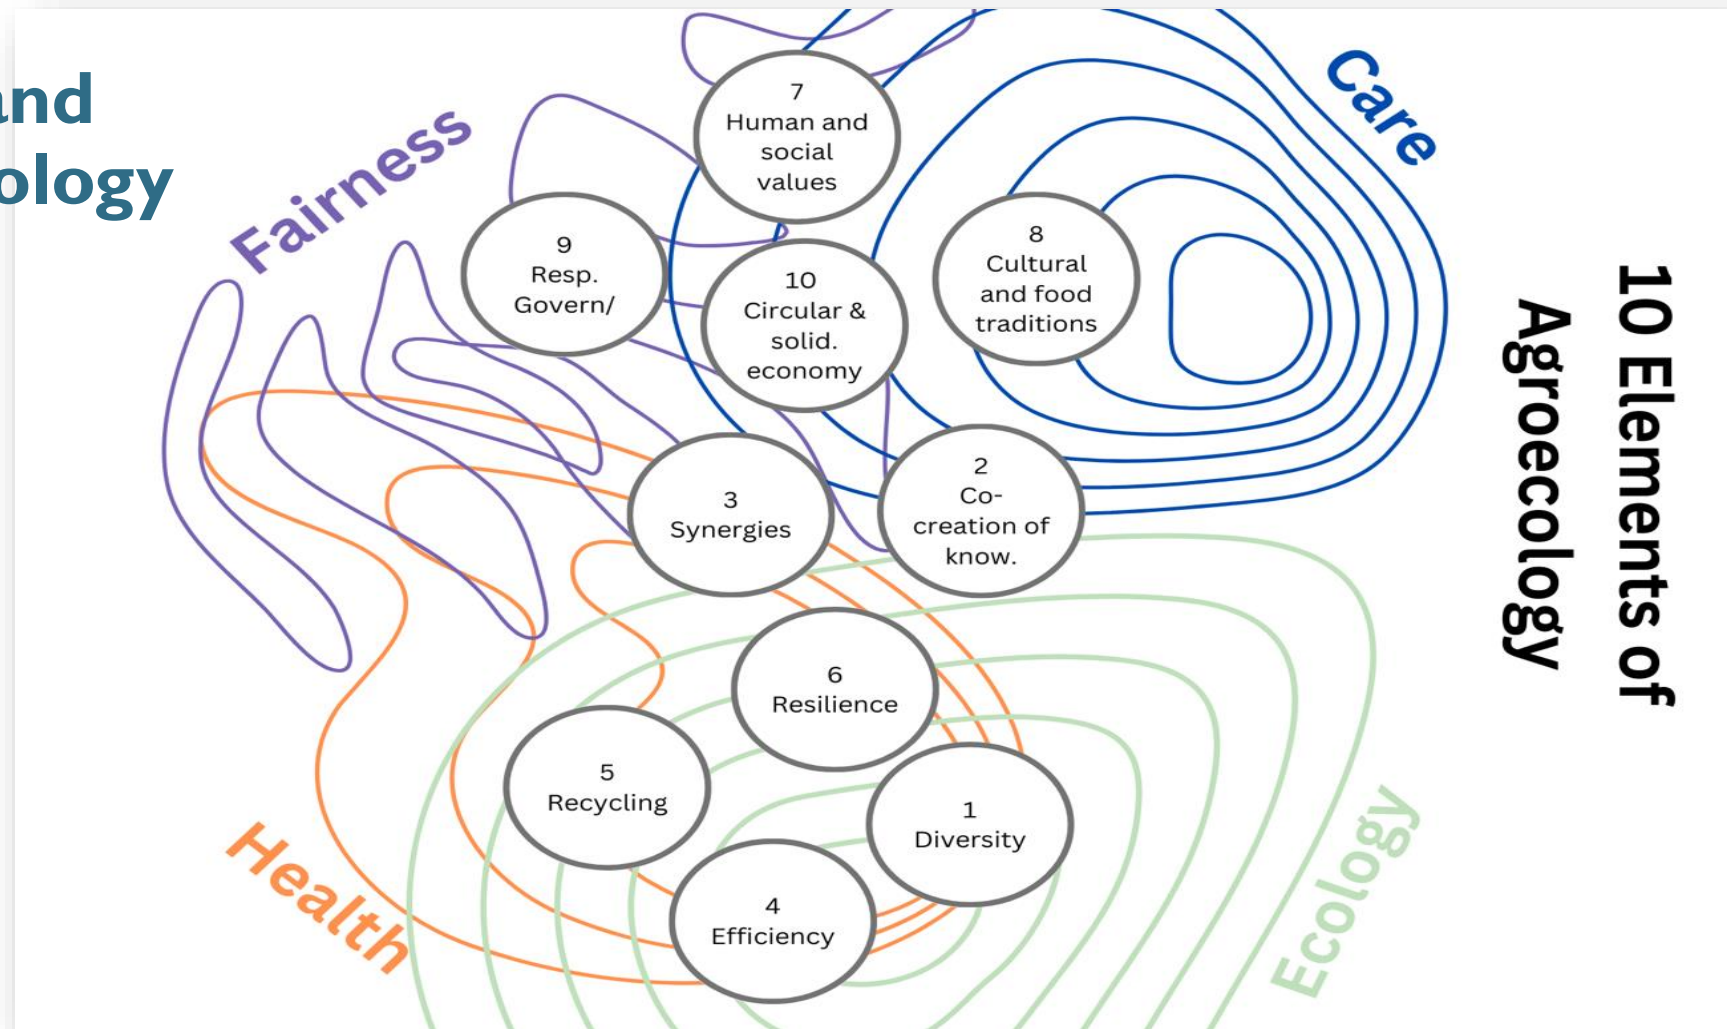 and
ology
Fairness
Care
7
Human and
social
values
9
Resp.
Govern/
10
Circular &
solid.
economy
8
Cultural
and food
traditions
3
Synergies
2
Co-
creation of
know.
6
Resilience
5
Recycling
1
Diversity
4
Efficiency
Health
Ecology
10 Elements of
Agroecology